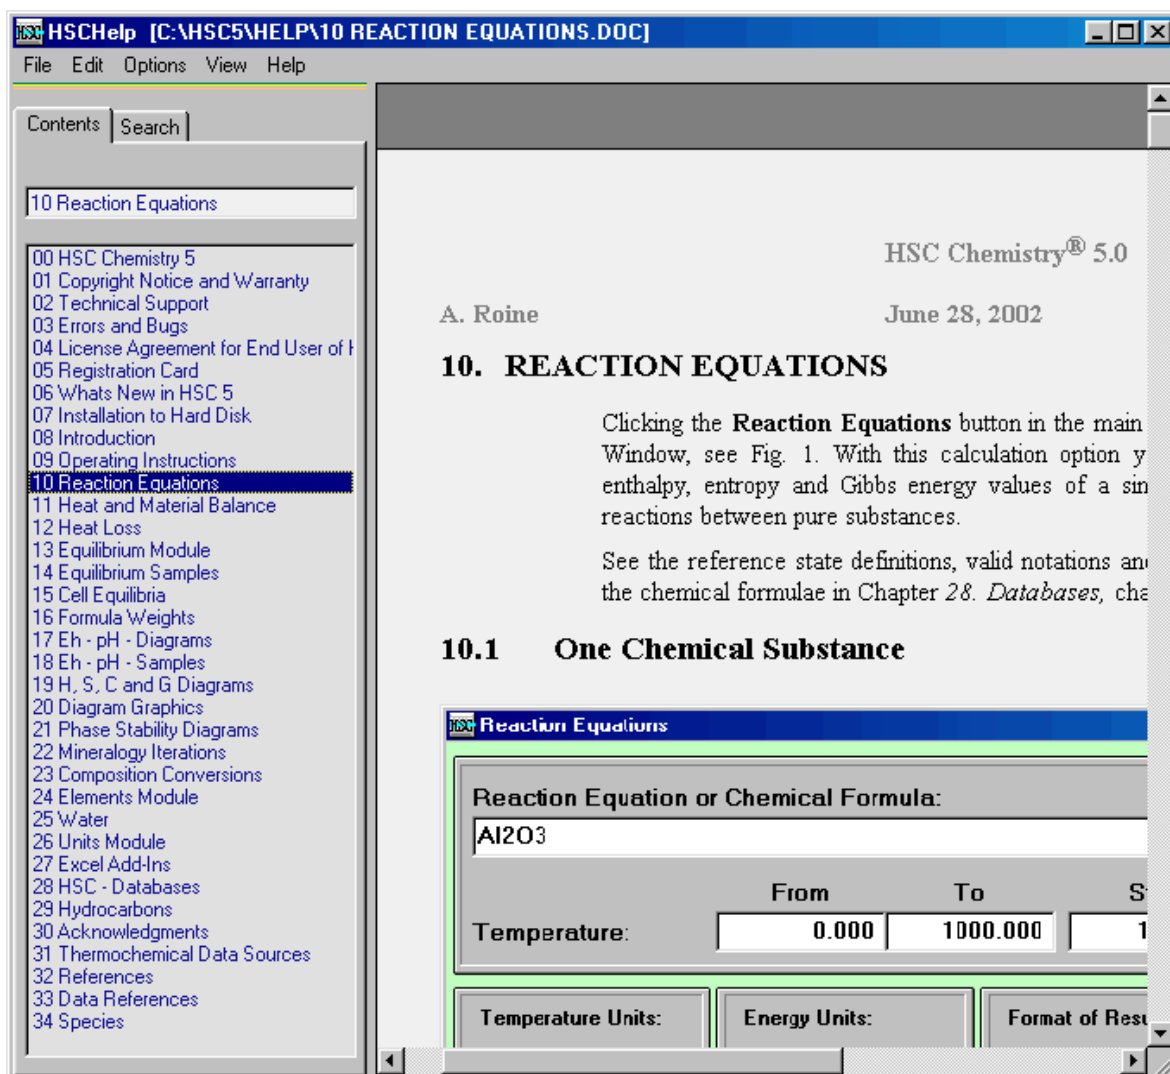 HSCHelp [C:\HSC5\HELP\10 REACTION EQUATIONS.DOC]
File Edit Options View Help
Contents Search
10 Reaction Equations
00 HSC Chemistry 5
01 Copyright Notice and Warranty
02 Technical Support
03 Errors and Bugs
04 License Agreement for End User of H
05 Registration Card
06 Whats New in HSC 5
07 Installation to Hard Disk
08 Introduction
09 Operating Instructions
10 Reaction Equations
11 Heat and Material Balance
12 Heat Loss
13 Equilibrium Module
14 Equilibrium Samples
15 Cell Equilibria
16 Formula Weights
17 Eh - pH - Diagrams
18 Eh - pH - Samples
19 H, S, C and G Diagrams
20 Diagram Graphics
21 Phase Stability Diagrams
22 Mineralogy Iterations
23 Composition Conversions
24 Elements Module
25 Water
26 Units Module
27 Excel Add-Ins
28 HSC - Databases
29 Hydrocarbons
30 Acknowledgments
31 Thermochemical Data Sources
32 References
33 Data References
34 Species
HSC Chemistry® 5.0
A. Roine June 28, 2002
10. REACTION EQUATIONS
Clicking the Reaction Equations button in the main
Window, see Fig. 1. With this calculation option y
enthalpy, entropy and Gibbs energy values of a sin
reactions between pure substances.
See the reference state definitions, valid notations and
the chemical formulae in Chapter 28. Databases, cha
10.1 One Chemical Substance
HSC Reaction Equations
Reaction Equation or Chemical Formula:
Al2O3
From To S
Temperature: 0.000 1000.000 1
Temperature Units: Energy Units: Format of Resu